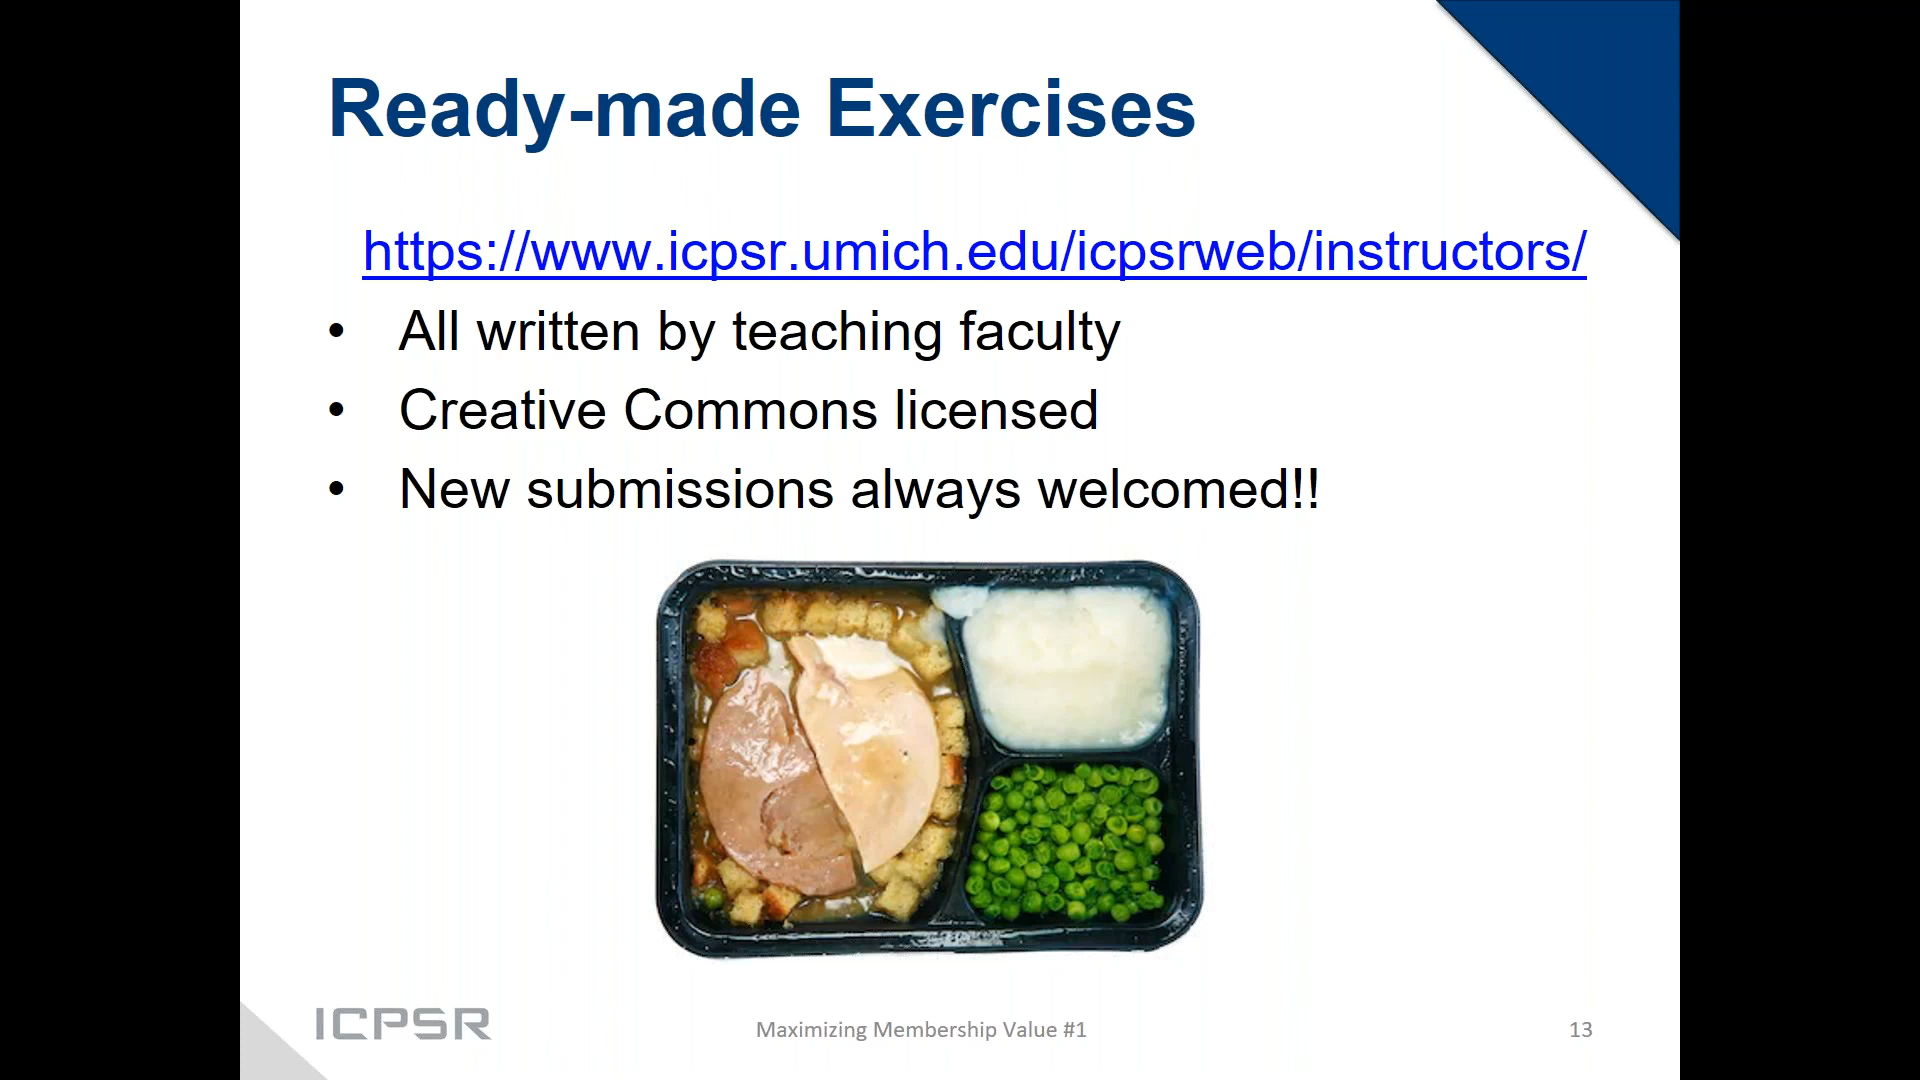 Ready-made Exercises
https://www.icpsr.umich.edu/icpsrweb/instructors/
• All written by teaching faculty
• Creative Commons licensed
• New submissions always welcomed!!
ICPSR
Maximizing Membership Value #1
13